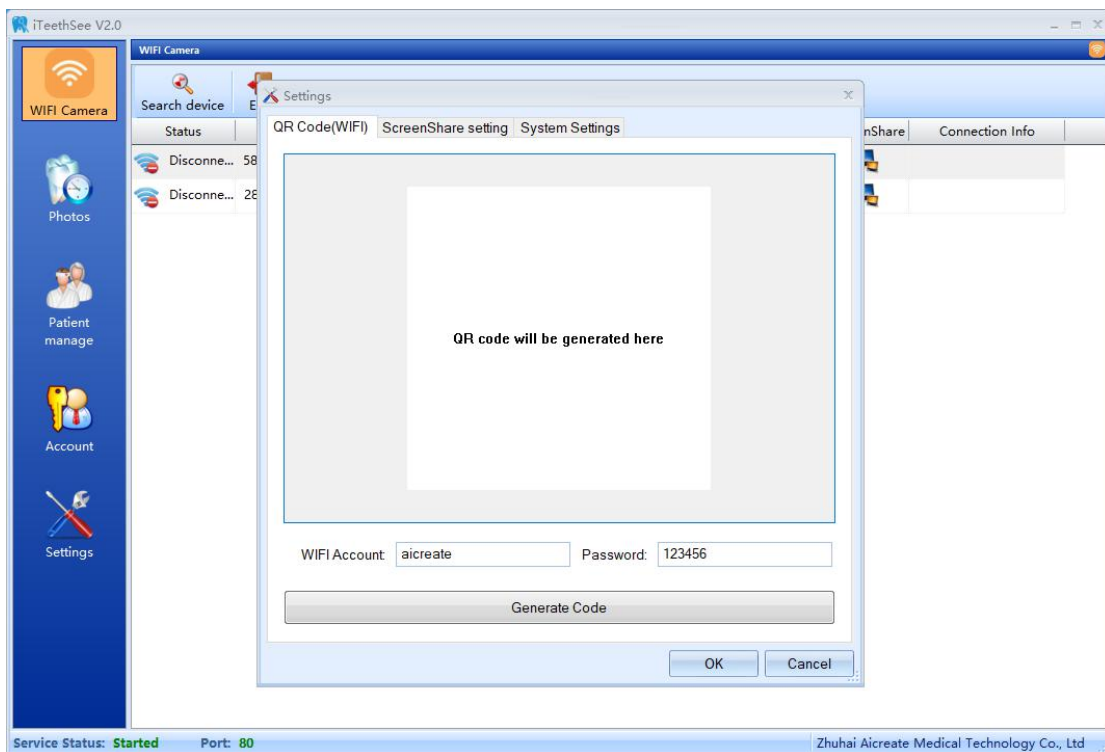 iTeethSee V2.0
WIFI Camera
WIFI Camera
Search device
Settings
QR Code(WIFI) ScreenShare setting System Settings
Status nShare Connection Info
Disconne... 58
Disconne... 28
Photos
Patient
manage
Account
Settings
QR code will be generated here
WIFI Account: aicreate Password: 123456
Generate Code
OK Cancel
Service Status: Started Port: 80 Zhuhai Aicreate Medical Technology Co., Ltd